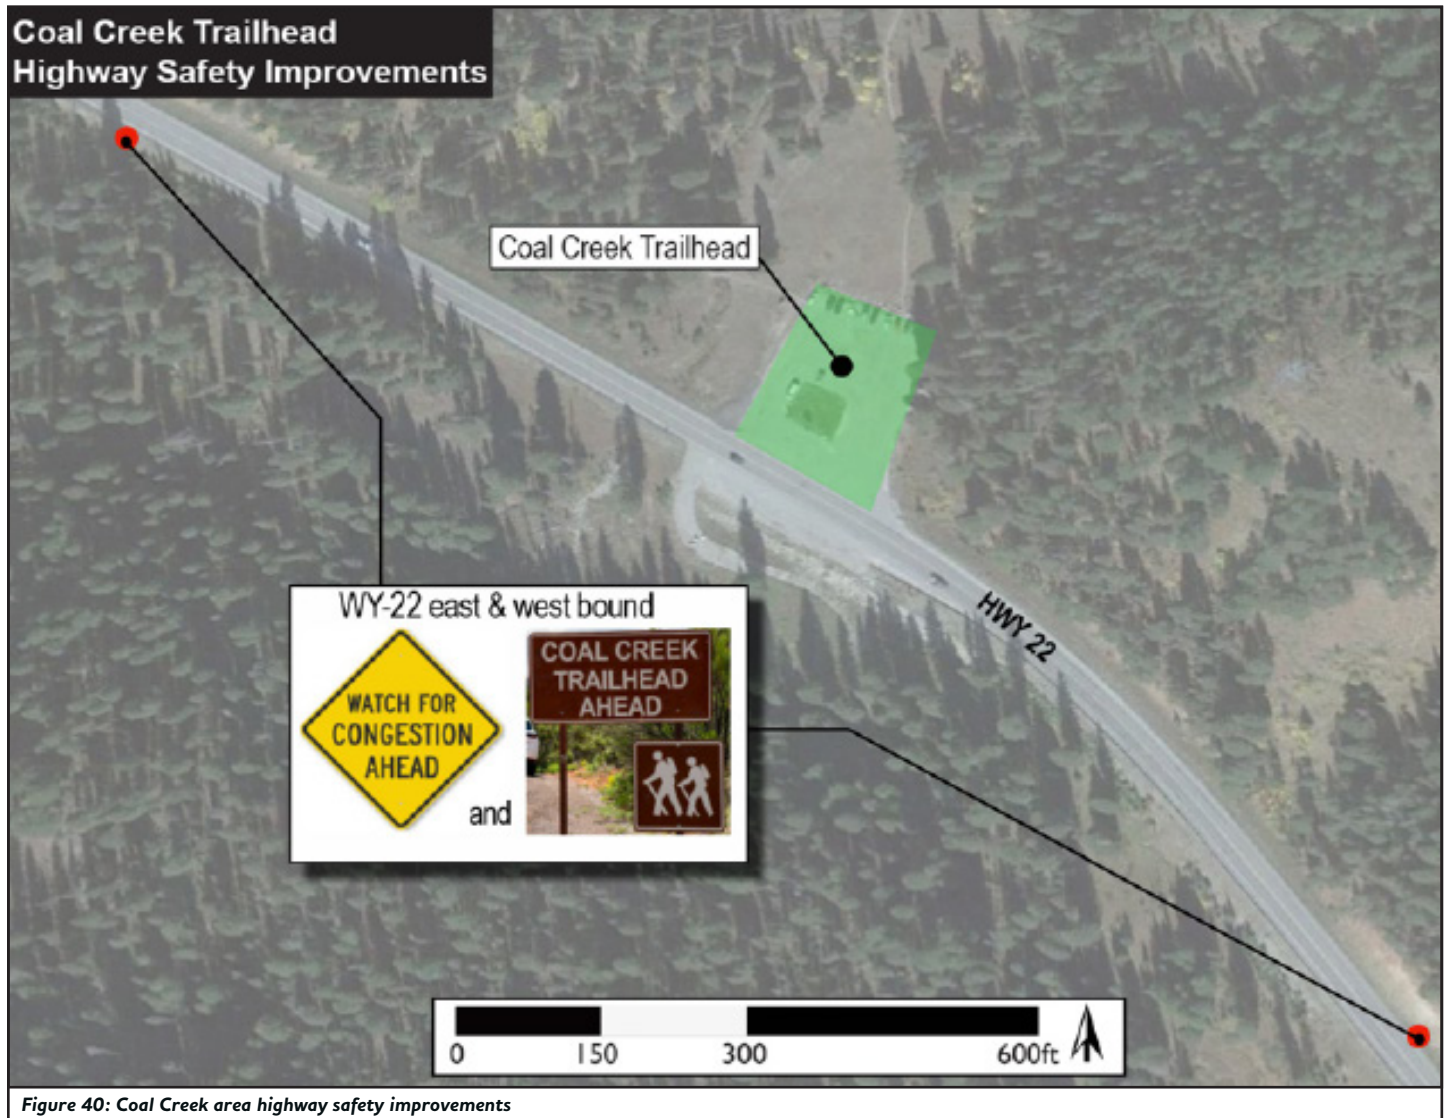 Coal Creek Trailhead
Highway Safety Improvements
Coal Creek Trailhead
HWY 22
WY-22 east & west bound
WATCH FOR
CONGESTION
AHEAD
and
COAL CREEK
TRAILHEAD
AHEAD
0 150 300 600ft
Figure 40: Coal Creek area highway safety improvements